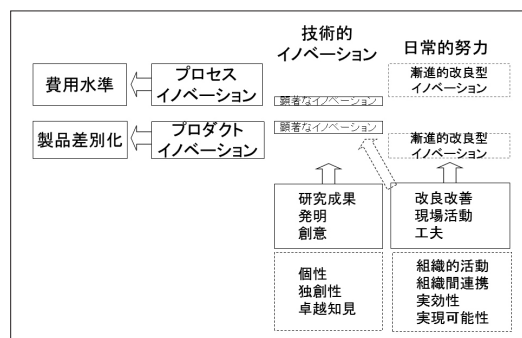 技術的
イノベーション
日常的努力
費用水準
プロセス
イノベーション
漸進的改良型
イノベーション
顕著なイノベーション
製品差別化
プロダクト
イノベーション
顕著なイノベーション
漸進的改良型
イノベーション
研究成果
発明
創意
改良改善
現場活動
工夫
個性
独創性
卓越知見
組織的活動
組織間連携
実効性
実現可能性